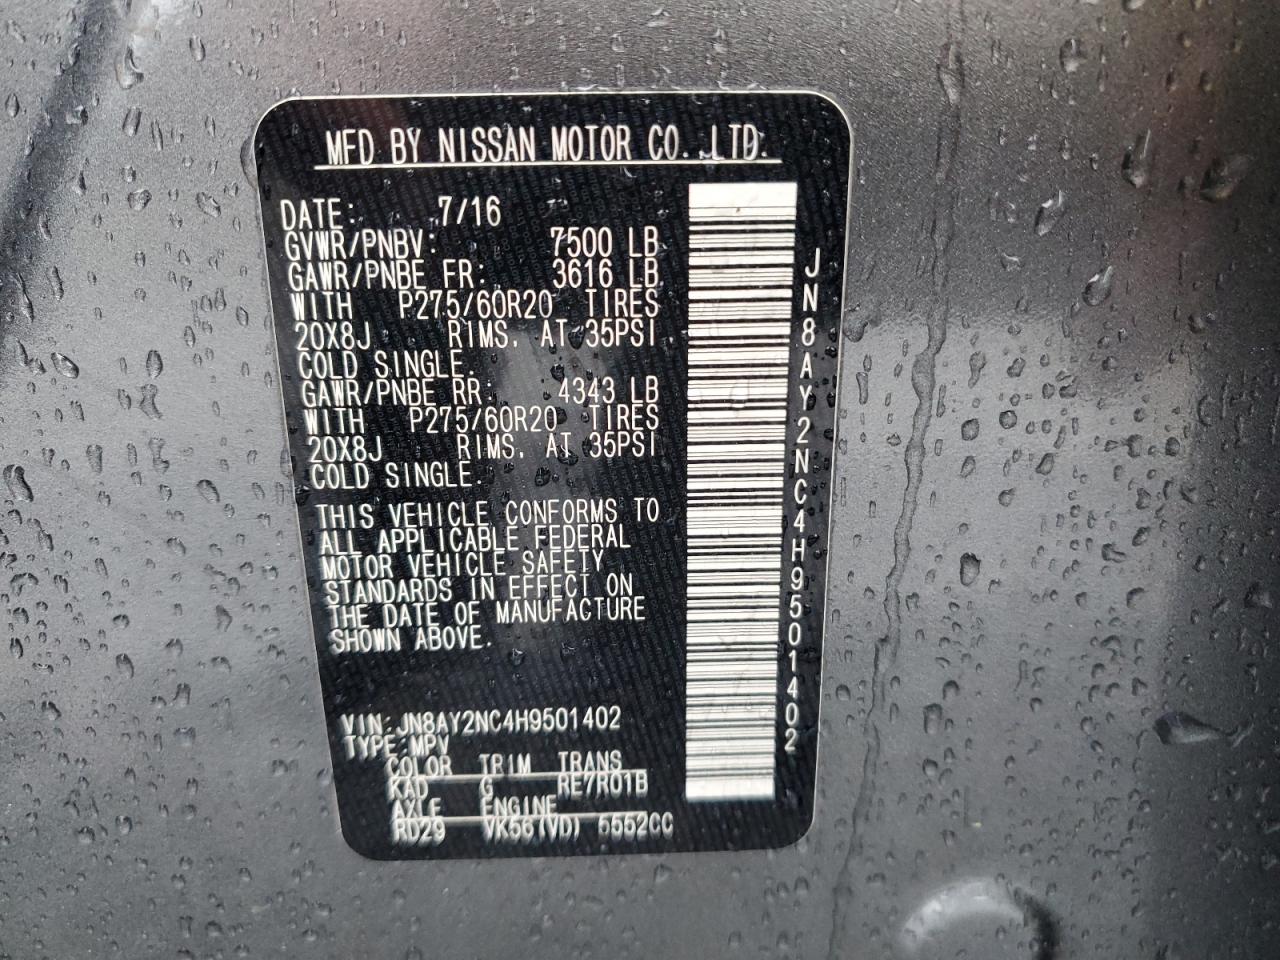 MFD BY NISSAN MOTOR CO.,LTD.
DATE: 7/16
GVWR/PNBV: 7500 LB
GAWR/PNBE FR: 3616 LB
WITH P275/60R20 TIRES
20X8J RIMS, AT 35PSI
COLD SINGLE.
GAWR/PNBE RR: 4343 LB
WITH P275/60R20 TIRES
20X8J RIMS, AT 35PSI
COLD SINGLE.
THIS VEHICLE CONFORMS TO
ALL APPLICABLE FEDERAL
MOTOR VEHICLE SAFETY
STANDARDS IN EFFECT ON
THE DATE OF MANUFACTURE
SHOWN ABOVE.
VIN:JN8AY2NC4H9501402
TYPE:MPV
COLOR TRIM TRANS
KAD G RE7R01B
AXLE ENGINE
RD29 VK56(VD) 5552CC
JN8AY2NC4H9501402